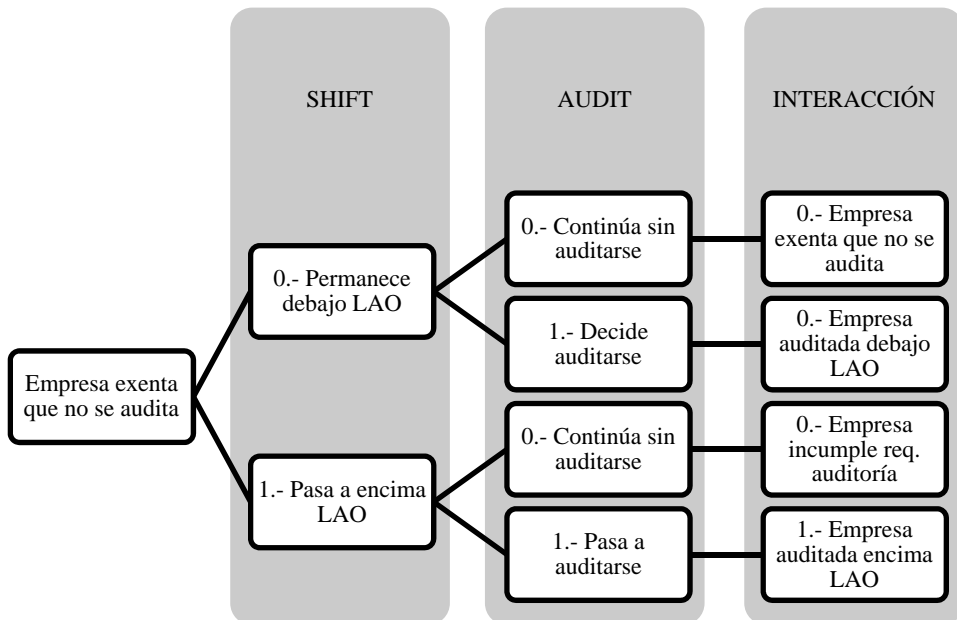 SHIFT
AUDIT
INTERACCIÓN
Empresa exenta
que no se audita
0.- Permanece
debajo LAO
1.- Pasa a encima
LAO
0.- Continúa sin
auditarse
1.- Decide
auditarse
0.- Continúa sin
auditarse
1.- Pasa a
auditarse
0.- Empresa
exenta que no se
audita
0.- Empresa
auditada debajo
LAO
0.- Empresa
incumple req.
auditoría
1.- Empresa
auditada encima
LAO